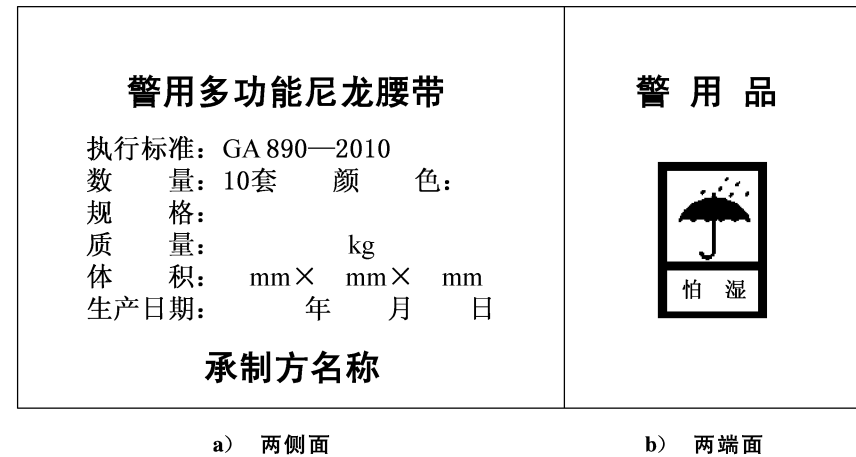 警用多功能尼龙腰带
执行标准：GA 890—2010
数 量：10套 颜 色：
规 格：
质 量： kg
体 积： mm× mm× mm
生产日期： 年 月 日
承制方名称
警用品
怕 湿
a） 两侧面
b） 两端面